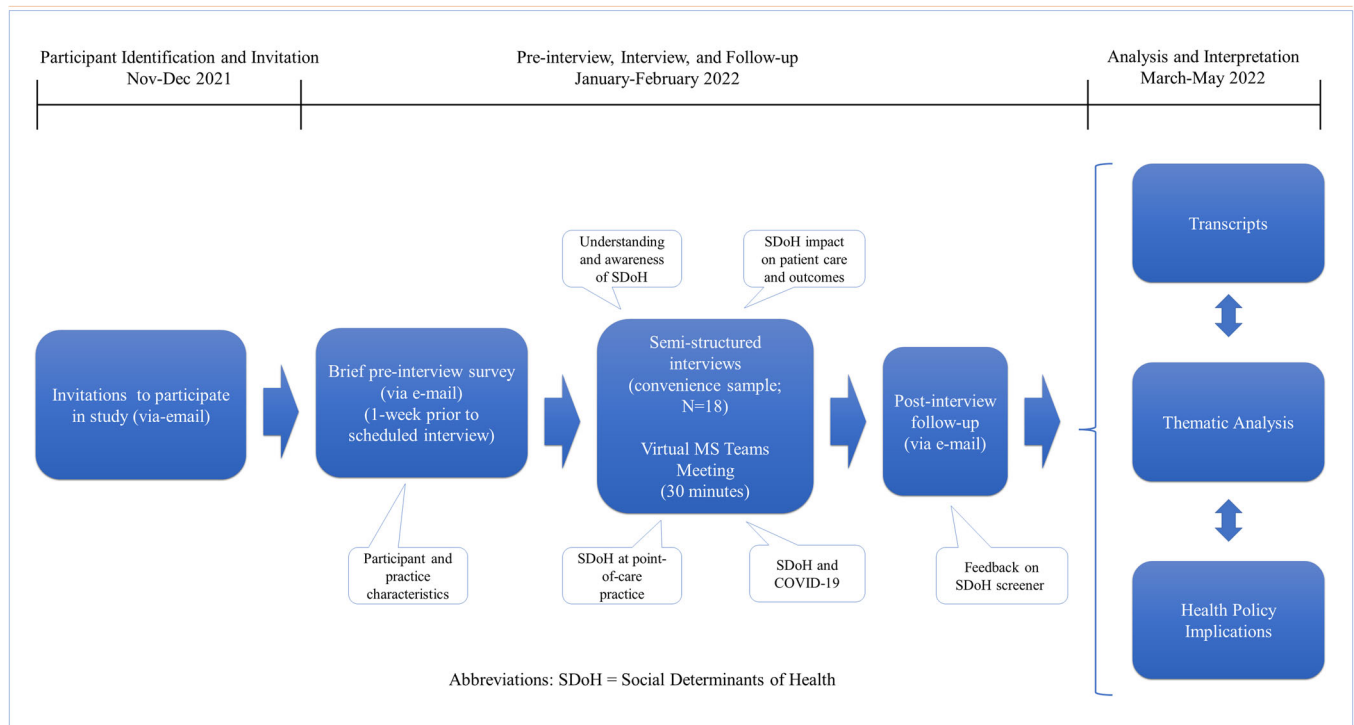 Participant Identification and Invitation
Nov-Dec 2021
Pre-interview, Interview, and Follow-up
January-February 2022
Analysis and Interpretation
March-May 2022
Invitations to participate
in study (via-email)
Brief pre-interview survey
(via e-mail)
(1-week prior to
scheduled interview)
Participant and
practice
characteristics
Understanding
and awareness
of SDoH
SDoH impact
on patient care
and outcomes
Semi-structured
interviews
(convenience sample;
N=18)
Virtual MS Teams
Meeting
(30 minutes)
SDoH at point-
of-care
practice
SDoH and
COVID-19
Post-interview
follow-up
(via e-mail)
Feedback on
SDoH screener
Transcripts
Thematic Analysis
Health Policy
Implications
Abbreviations: SDoH = Social Determinants of Health